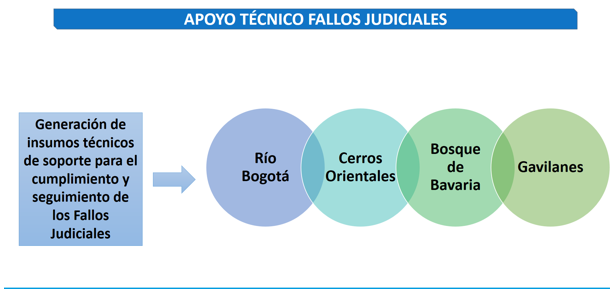 APOYO TÉCNICO FALLOS JUDICIALES
Generación de
insumos técnicos
de soporte para el
cumplimiento y
seguimiento de
los Fallos
Judiciales
Río
Bogotá
Cerros
Orientales
Bosque
de
Bavaria
Gavilanes